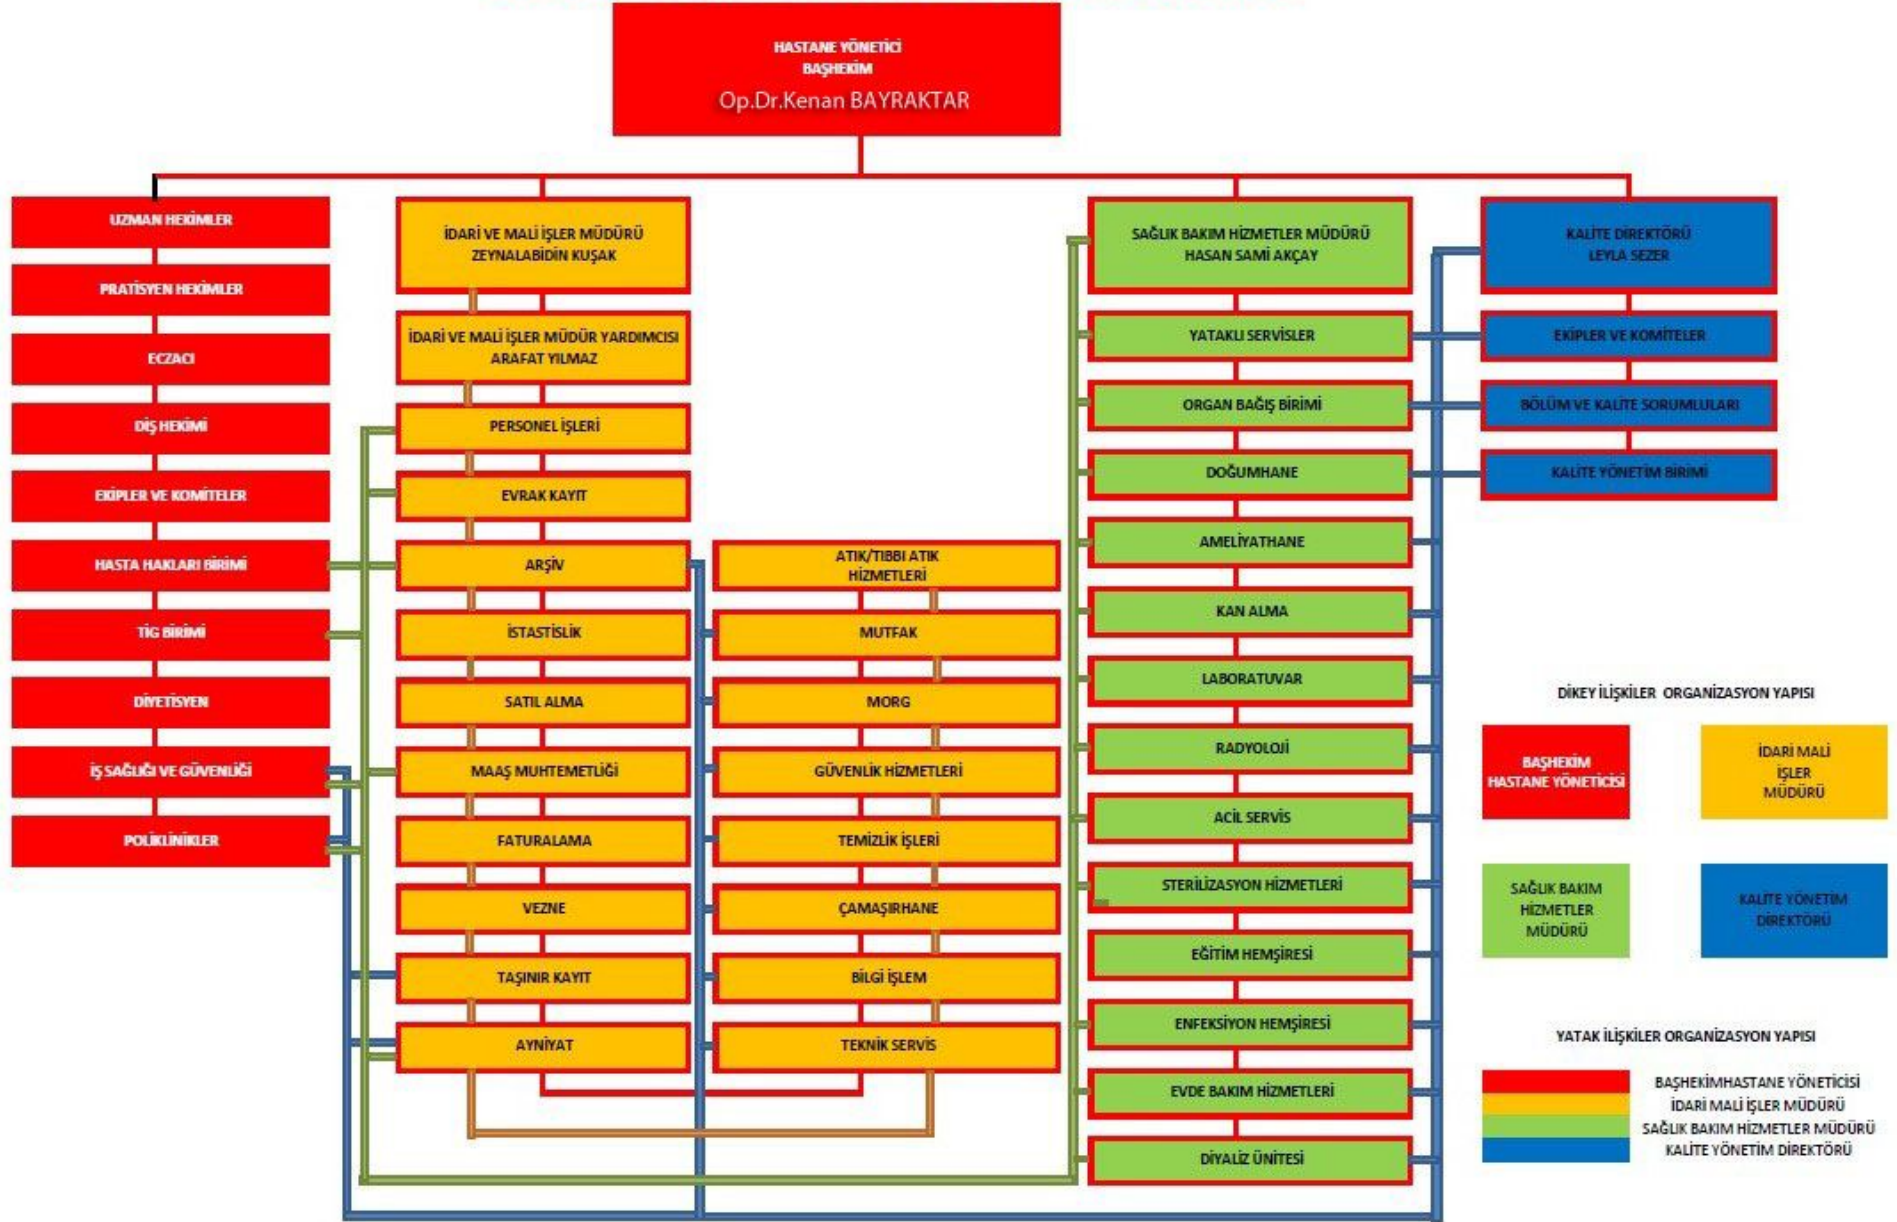 HASTANE YÖNETİCİ
BAŞHEKİM
Op.Dr.Kenan BAYRAKTAR
UZMAN HEKİMLER
PRATİSYEN HEKİMLER
ECZACI
DİŞ HEKİMİ
EKİPLER VE KOMİTELER
HASTA HAKLARI BİRİMİ
TİG BİRİMİ
DİYETİSYEN
İŞ SAĞLIĞI VE GÜVENLİĞİ
POLİKLİNİKLER
İDARİ VE MALİ İŞLER MÜDÜRÜ
ZEYNALABİDİN KUŞAK
İDARİ VE MALİ İŞLER MÜDÜR YARDIMCISI
ARAFAT YILMAZ
PERSONEL İŞLERİ
EVRAK KAYIT
ARŞİV
İSTASTİSLİK
SATIL ALMA
MAAŞ MUHTEMETLİĞİ
FATURALAMA
VEZNE
TAŞINIR KAYIT
AYNİYAT
ATIK/TIBBI ATIK
HİZMETLERİ
MUTFAK
MORG
GÜVENLİK HİZMETLERİ
TEMİZLİK İŞLERİ
ÇAMAŞIRHANE
BİLGİ İŞLEM
TEKNİK SERVİS
SAĞLIK BAKIM HİZMETLER MÜDÜRÜ
HASAN SAMİ AKÇAY
YATAKLI SERVİSLER
ORGAN BAĞIŞ BİRİMİ
DOĞUMHANE
AMELİYATHANE
KAN ALMA
LABORATUVAR
RADYOLOJİ
ACİL SERVİS
STERİLİZASYON HİZMETLERİ
EĞİTİM HEMŞİRESİ
ENFEKSİYON HEMŞİRESİ
EVDE BAKIM HİZMETLERİ
DİYALİZ ÜNİTESİ
KALİTE DİREKTÖRÜ
LEYLA SEZER
EKİPLER VE KOMİTELER
BÖLÜM VE KALİTE SORUMLULARI
KALİTE YÖNETİM BİRİMİ
DİKEY İLİŞKİLER ORGANİZASYON YAPISI
BAŞHEKİM
HASTANE YÖNETİCİSİ
İDARİ MALİ
İŞLER
MÜDÜRÜ
SAĞLIK BAKIM
HİZMETLER
MÜDÜRÜ
KALİTE YÖNETİM
DİREKTÖRÜ
YATAK İLİŞKİLER ORGANİZASYON YAPISI
BAŞHEKİMHASTANE YÖNETİCİSİ
İDARİ MALİ İŞLER MÜDÜRÜ
SAĞLIK BAKIM HİZMETLER MÜDÜRÜ
KALİTE YÖNETİM DİREKTÖRÜ